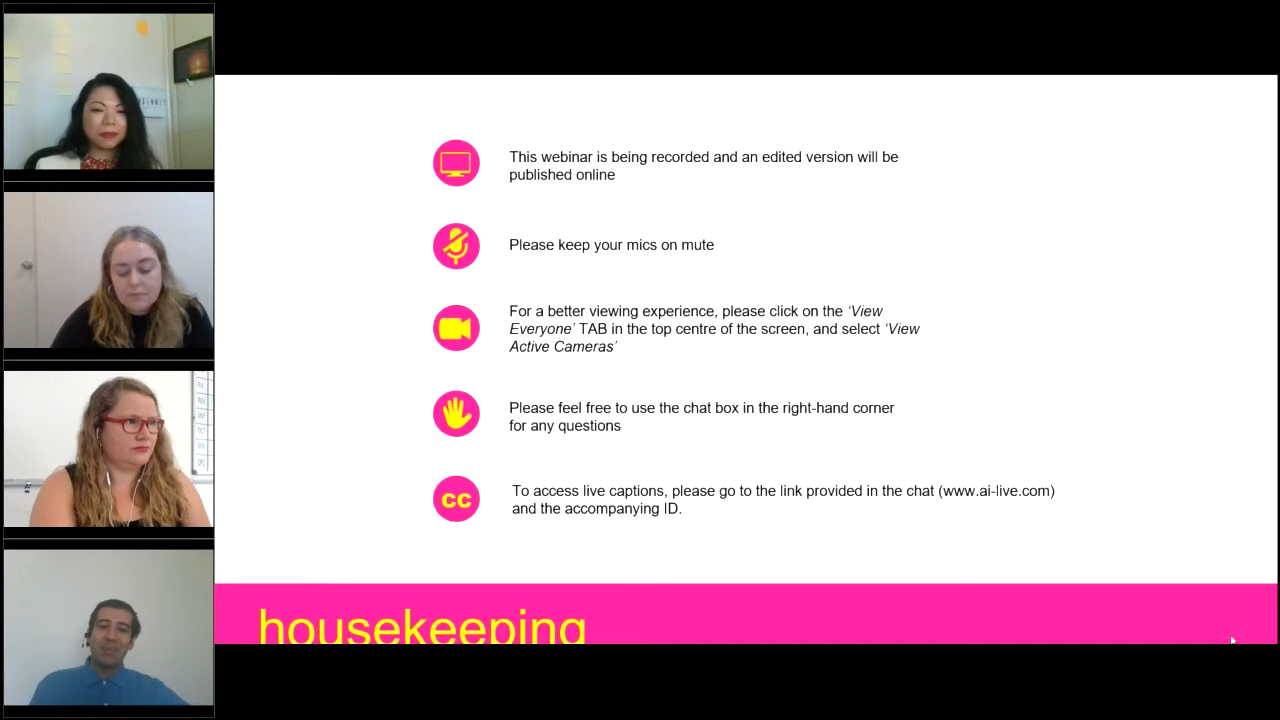 This webinar is being recorded and an edited version will be
published online
Please keep your mics on mute
For a better viewing experience, please click on the ‘View
Everyone’ TAB in the top centre of the screen, and select ‘View
Active Cameras’
Please feel free to use the chat box in the right-hand corner
for any questions
cc
To access live captions, please go to the link provided in the chat (www.ai-live.com)
and the accompanying ID.
housekeeping